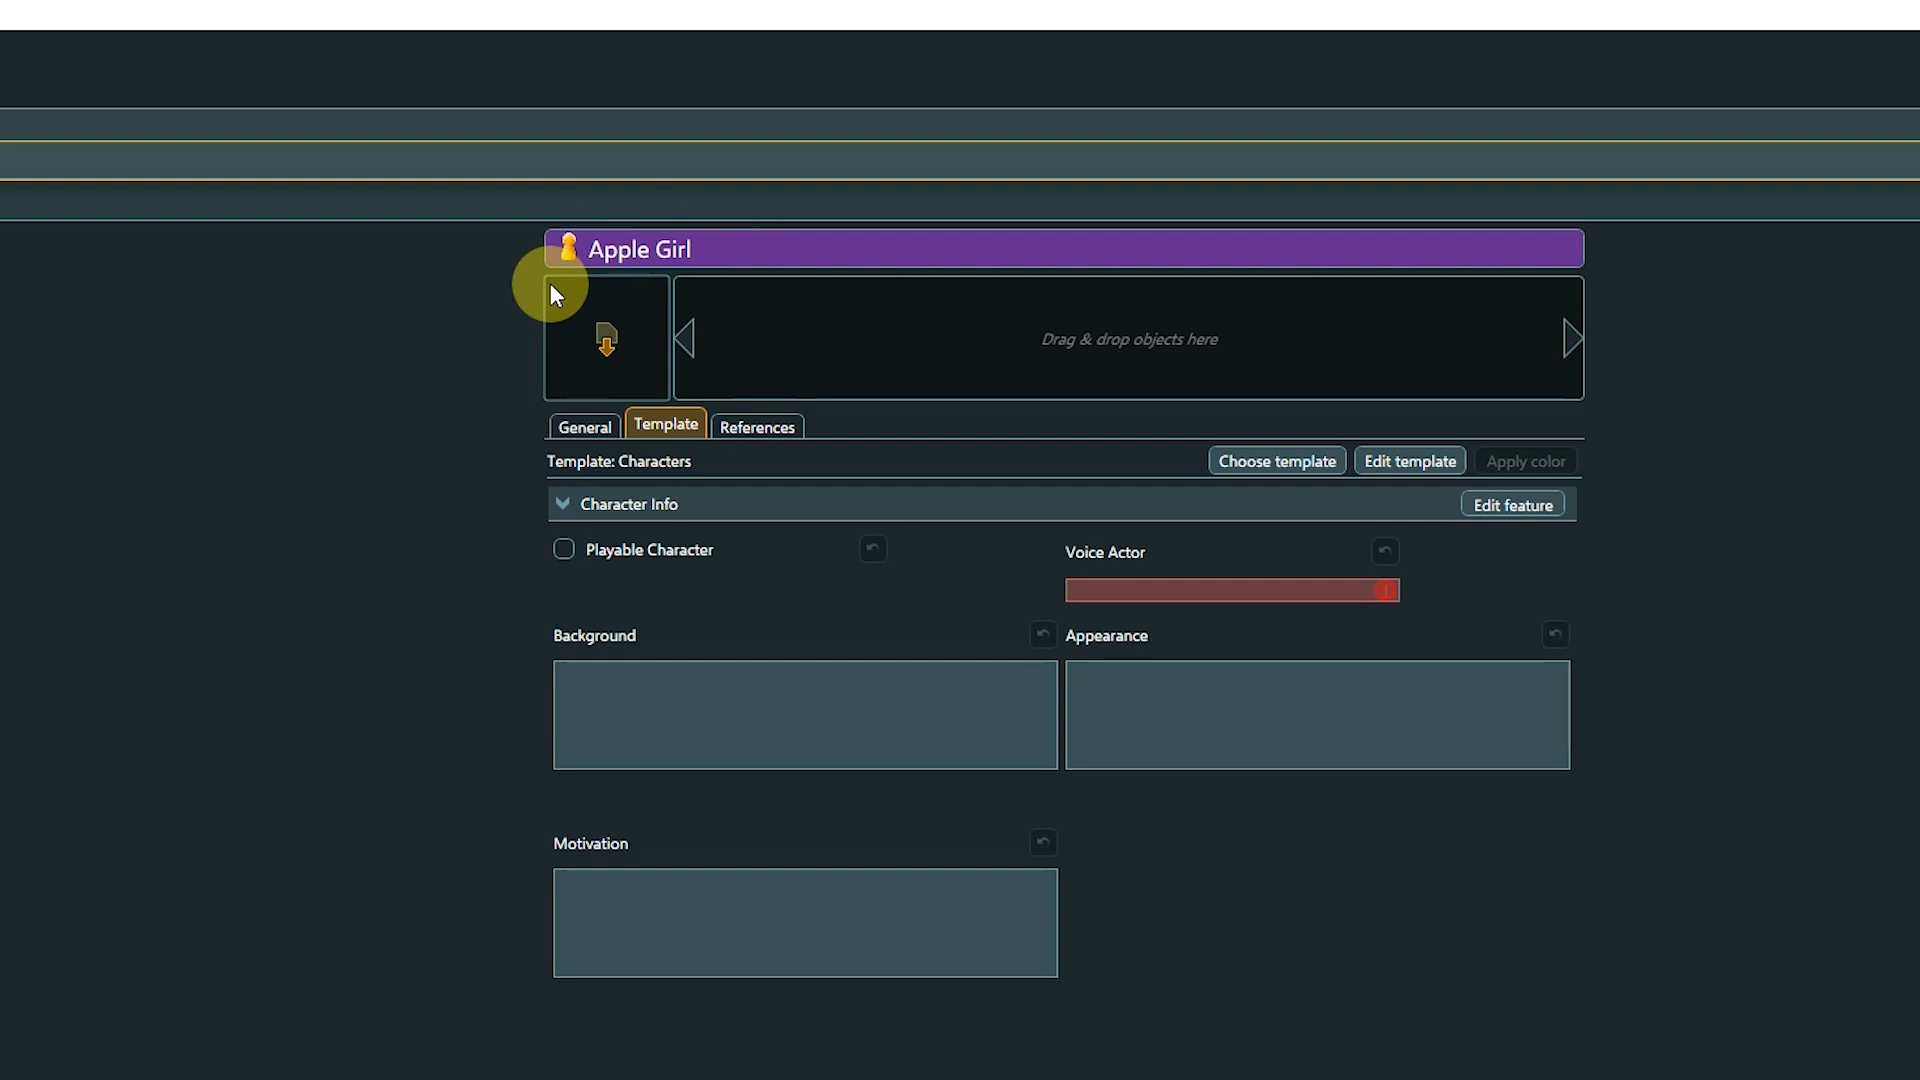 Apple Girl
Drag & drop objects here
General
Template
References
Template: Characters
Choose template
Edit template
Apply color
Character Info
Edit feature
Playable Character
Voice Actor
Background
Appearance
Motivation